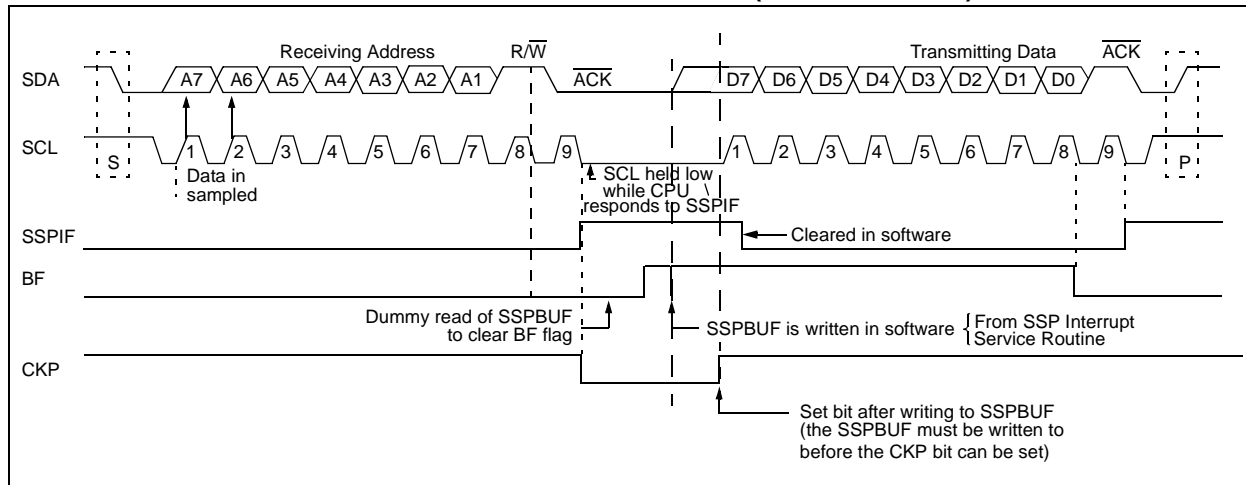 Receiving Address
R/W
Transmitting Data
ACK
SDA
A7 A6 A5 A4 A3 A2 A1
ACK
D7 D6 D5 D4 D3 D2 D1 D0
SCL
S
1 2 3 4 5 6 7 8 9
1 2 3 4 5 6 7 8 9
P
Data in
sampled
SCL held low
while CPU
responds to SSPIF
SSPIF
Cleared in software
BF
Dummy read of SSPBUF
to clear BF flag
SSPBUF is written in software
From SSP Interrupt
Service Routine
CKP
Set bit after writing to SSPBUF
(the SSPBUF must be written to
before the CKP bit can be set)